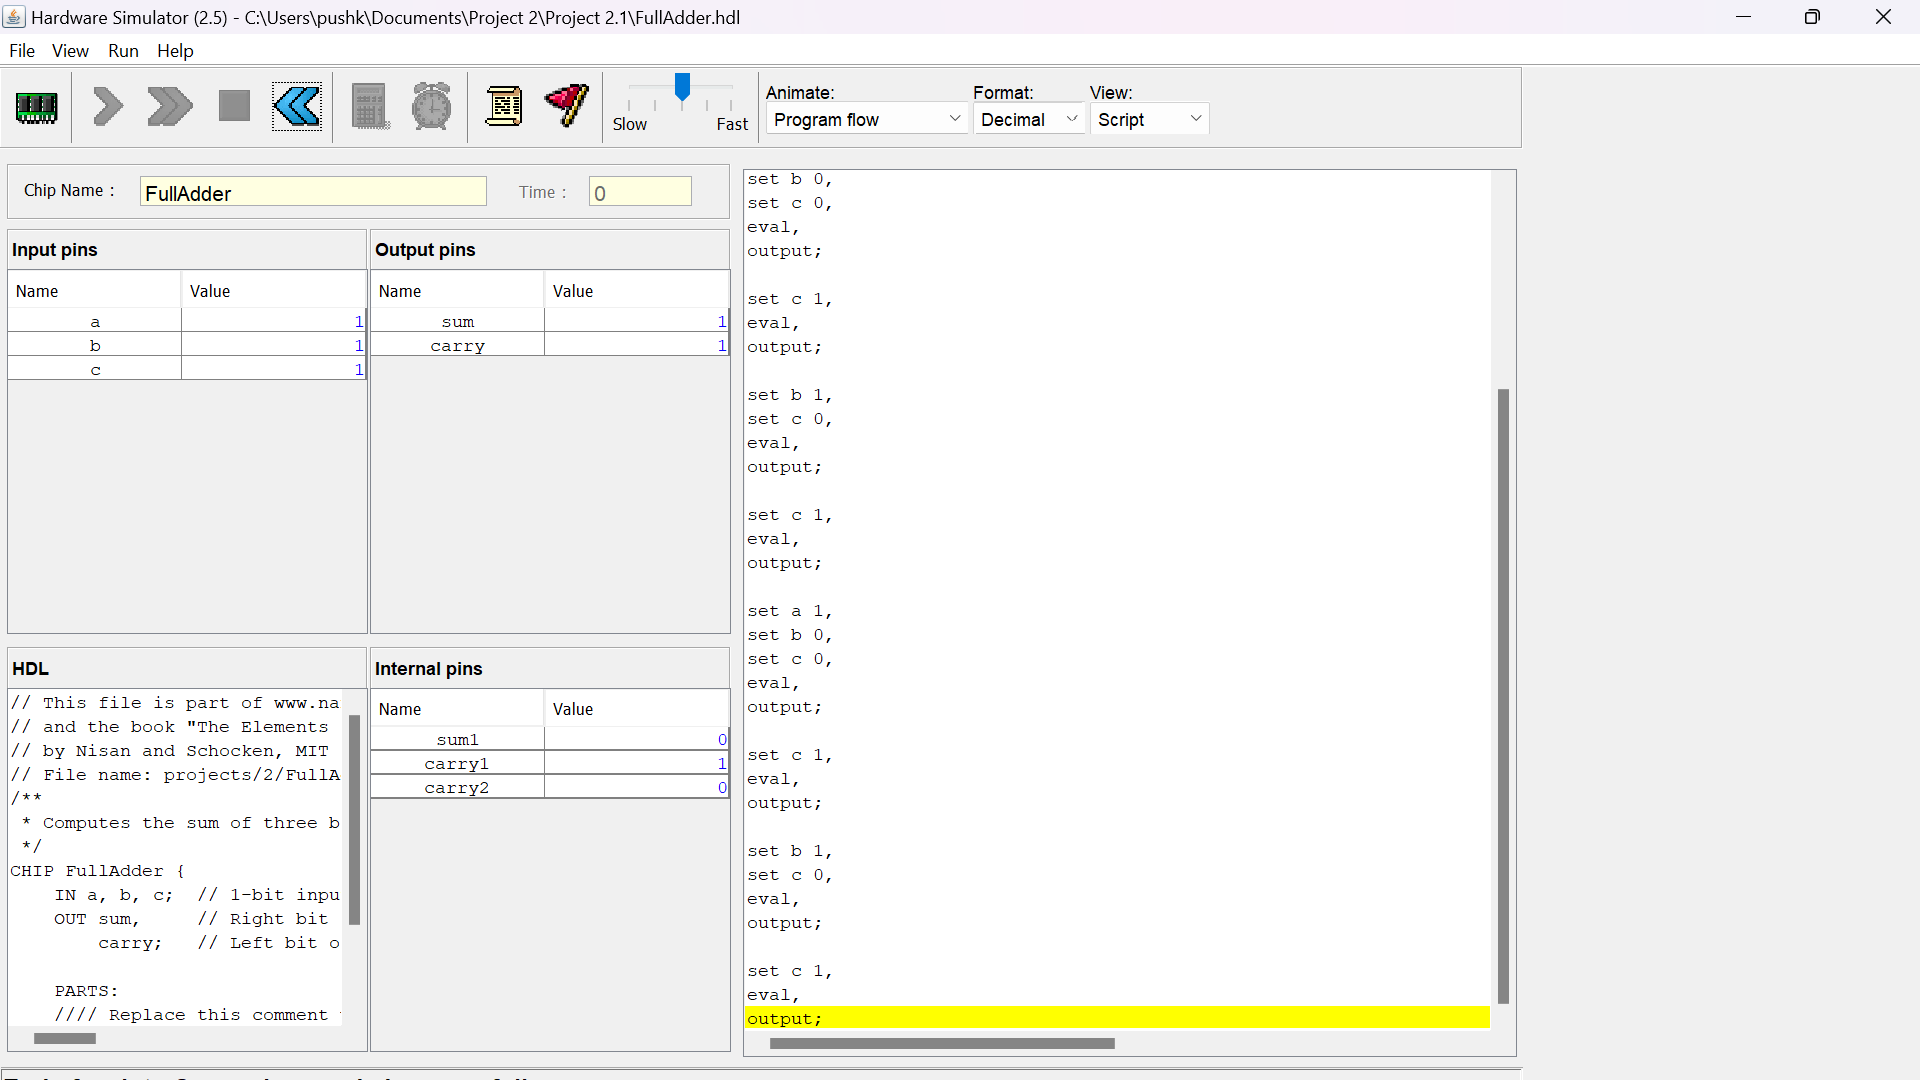 Hardware Simulator (2.5) - C:\Users\pushk\Documents\Project 2\Project 2.1\FullAdder.hdl
File View Run Help
Slow Fast
Animate: Format: View:
Program flow Decimal Script
Chip Name : FullAdder Time : 0
Input pins
Name Value
a 1
b 1
c 1
Output pins
Name Value
sum 1
carry 1
HDL
// This file is part of www.na
// and the book "The Elements
// by Nisan and Schocken, MIT
// File name: projects/2/FullA
/**
* Computes the sum of three b
*/
CHIP FullAdder {
IN a, b, c; // 1-bit inpu
OUT sum, // Right bit
carry; // Left bit o
PARTS:
//// Replace this comment
Internal pins
Name Value
sum1 0
carry1 1
carry2 0
set b 0,
set c 0,
eval,
output;
set c 1,
eval,
output;
set b 1,
set c 0,
eval,
output;
set c 1,
eval,
output;
set a 1,
set b 0,
set c 0,
eval,
output;
set c 1,
eval,
output;
set b 1,
set c 0,
eval,
output;
set c 1,
eval,
output;